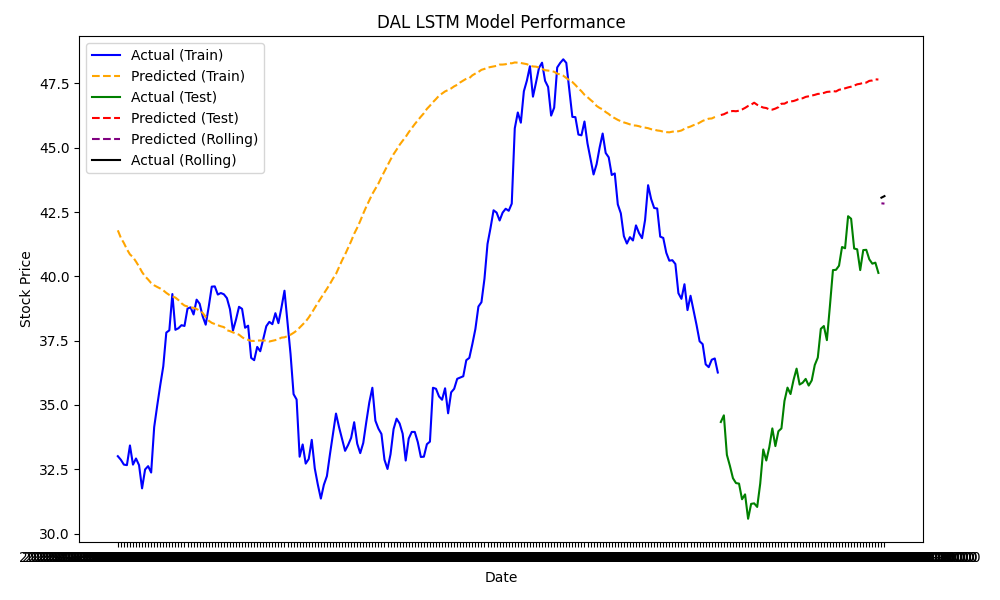 DAL LSTM Model Performance
Actual (Train)
Predicted (Train)
Actual (Test)
Predicted (Test)
Predicted (Rolling)
Actual (Rolling)
47.5
45.0
42.5
40.0
37.5
35.0
32.5
30.0
Stock Price
Date